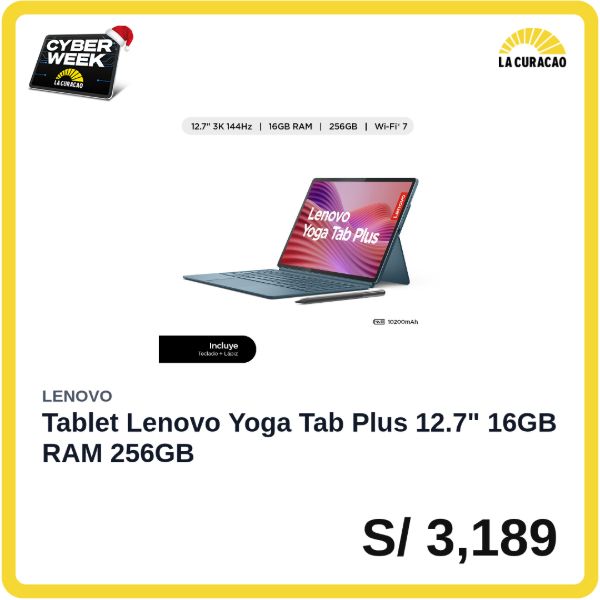 CYBER
WEEK
LA CURACAO
LA CURACAO
12.7" 3K 144Hz | 16GB RAM | 256GB | Wi-Fi® 7
Lenovo
Yoga Tab Plus
Lenovo
10200mAh
Incluye
Teclado + Lápiz
LENOVO
Tablet Lenovo Yoga Tab Plus 12.7" 16GB
RAM 256GB
S/ 3,189